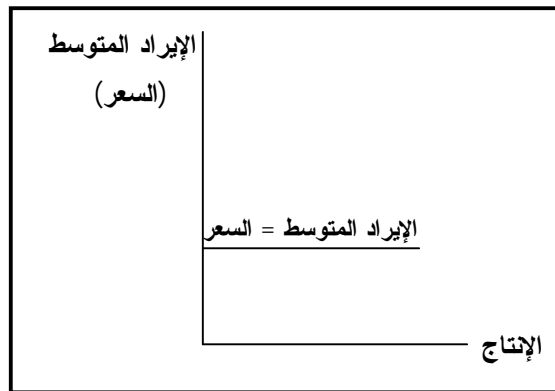 الإيراد المتوسط
(السعر)
الإيراد المتوسط = السعر
الإنتاج